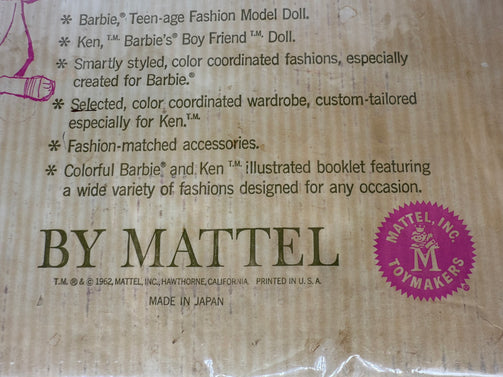 * Barbie,® Teen-age Fashion Model Doll.
* Ken,T.M. Barbie's® Boy Friend T.M. Doll.
* Smartly styled, color coordinated fashions, especially
created for Barbie.®
* Selected, color coordinated wardrobe, custom-tailored
especially for Ken.T.M.
* Fashion-matched accessories.
* Colorful Barbie® and Ken T.M. illustrated booklet featuring
a wide variety of fashions designed for any occasion.
BY MATTEL
T.M. ® & © 1962, MATTEL, INC., HAWTHORNE, CALIFORNIA. PRINTED IN U.S.A.
MADE IN JAPAN
MATTEL, INC.
M
TOYMAKERS
®